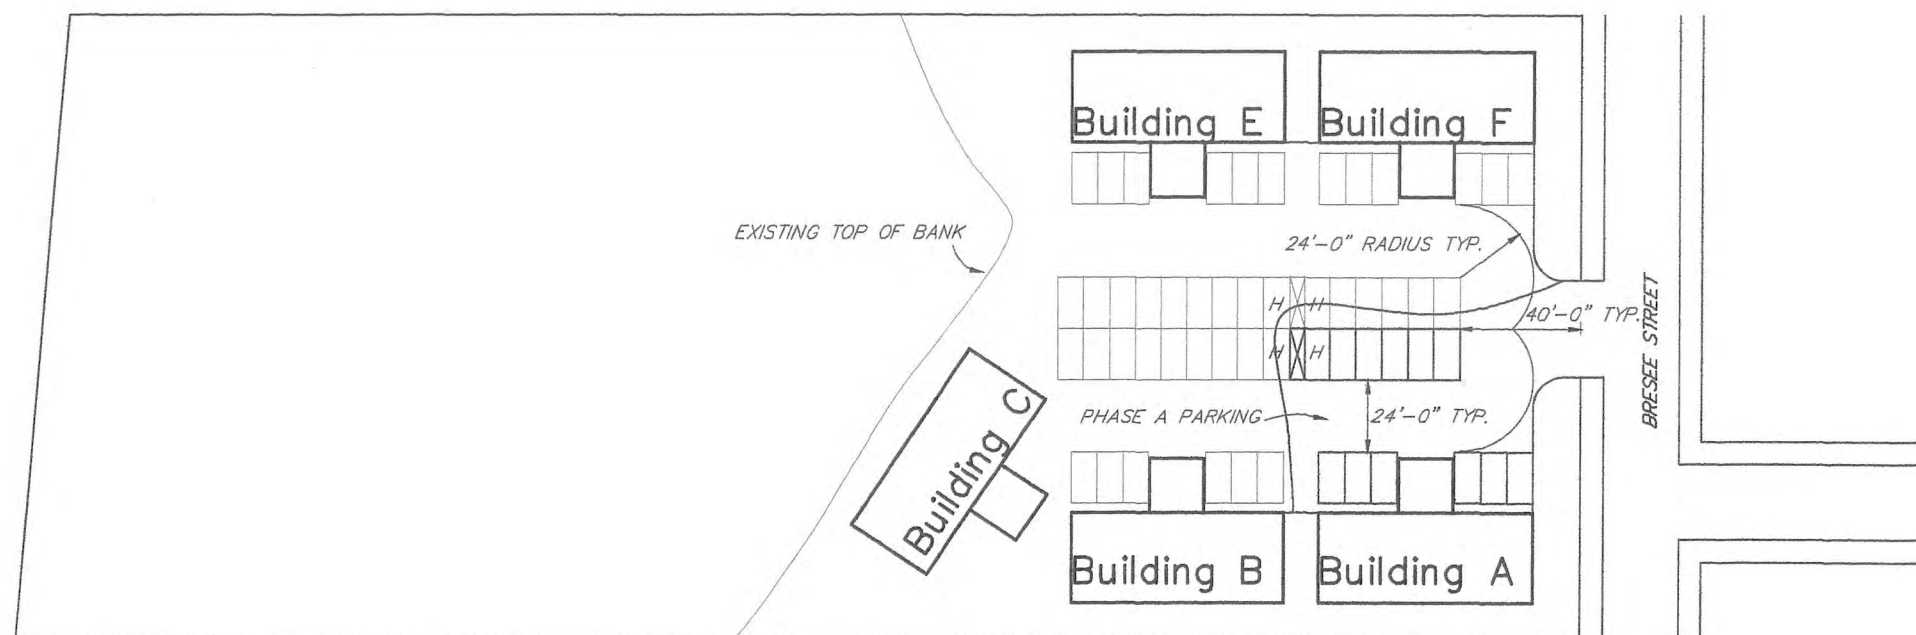 Building E
Building F
EXISTING TOP OF BANK
24'-0" RADIUS TYP.
H H
40'-0" TYP.
BRESEE STREET
H H
Building C
PHASE A PARKING
24'-0" TYP.
Building B
Building A